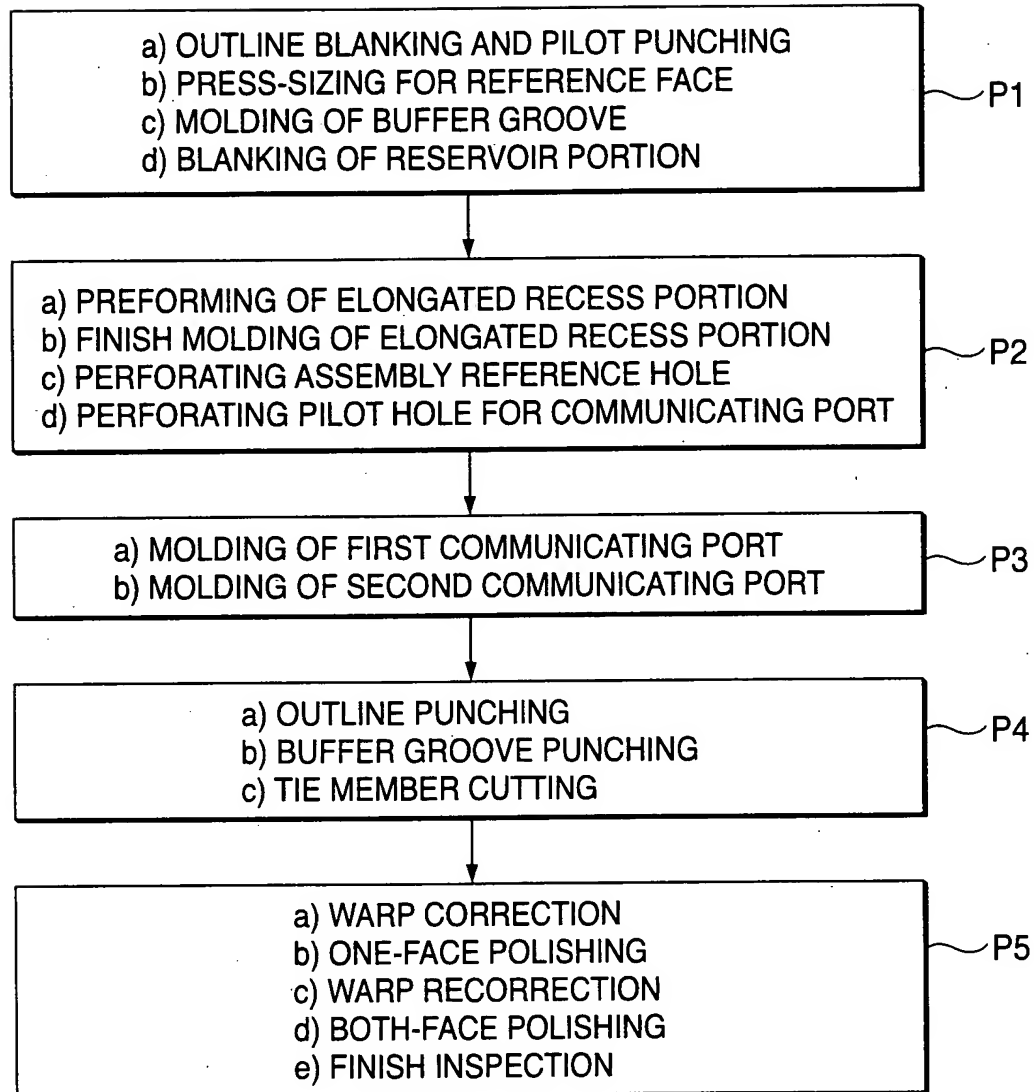 a) OUTLINE BLANKING AND PILOT PUNCHING
b) PRESS-SIZING FOR REFERENCE FACE
c) MOLDING OF BUFFER GROOVE
d) BLANKING OF RESERVOIR PORTION
P1
a) PREFORMING OF ELONGATED RECESS PORTION
b) FINISH MOLDING OF ELONGATED RECESS PORTION
c) PERFORATING ASSEMBLY REFERENCE HOLE
d) PERFORATING PILOT HOLE FOR COMMUNICATING PORT
P2
a) MOLDING OF FIRST COMMUNICATING PORT
b) MOLDING OF SECOND COMMUNICATING PORT
P3
a) OUTLINE PUNCHING
b) BUFFER GROOVE PUNCHING
c) TIE MEMBER CUTTING
P4
a) WARP CORRECTION
b) ONE-FACE POLISHING
c) WARP RECORRECTION
d) BOTH-FACE POLISHING
e) FINISH INSPECTION
P5